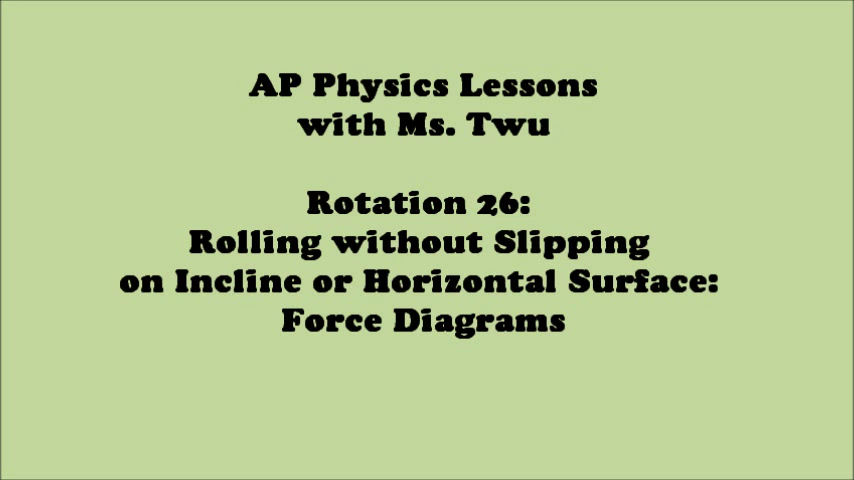 AP Physics Lessons
with Ms. Twu
Rotation 26:
Rolling without Slipping
on Incline or Horizontal Surface:
Force Diagrams